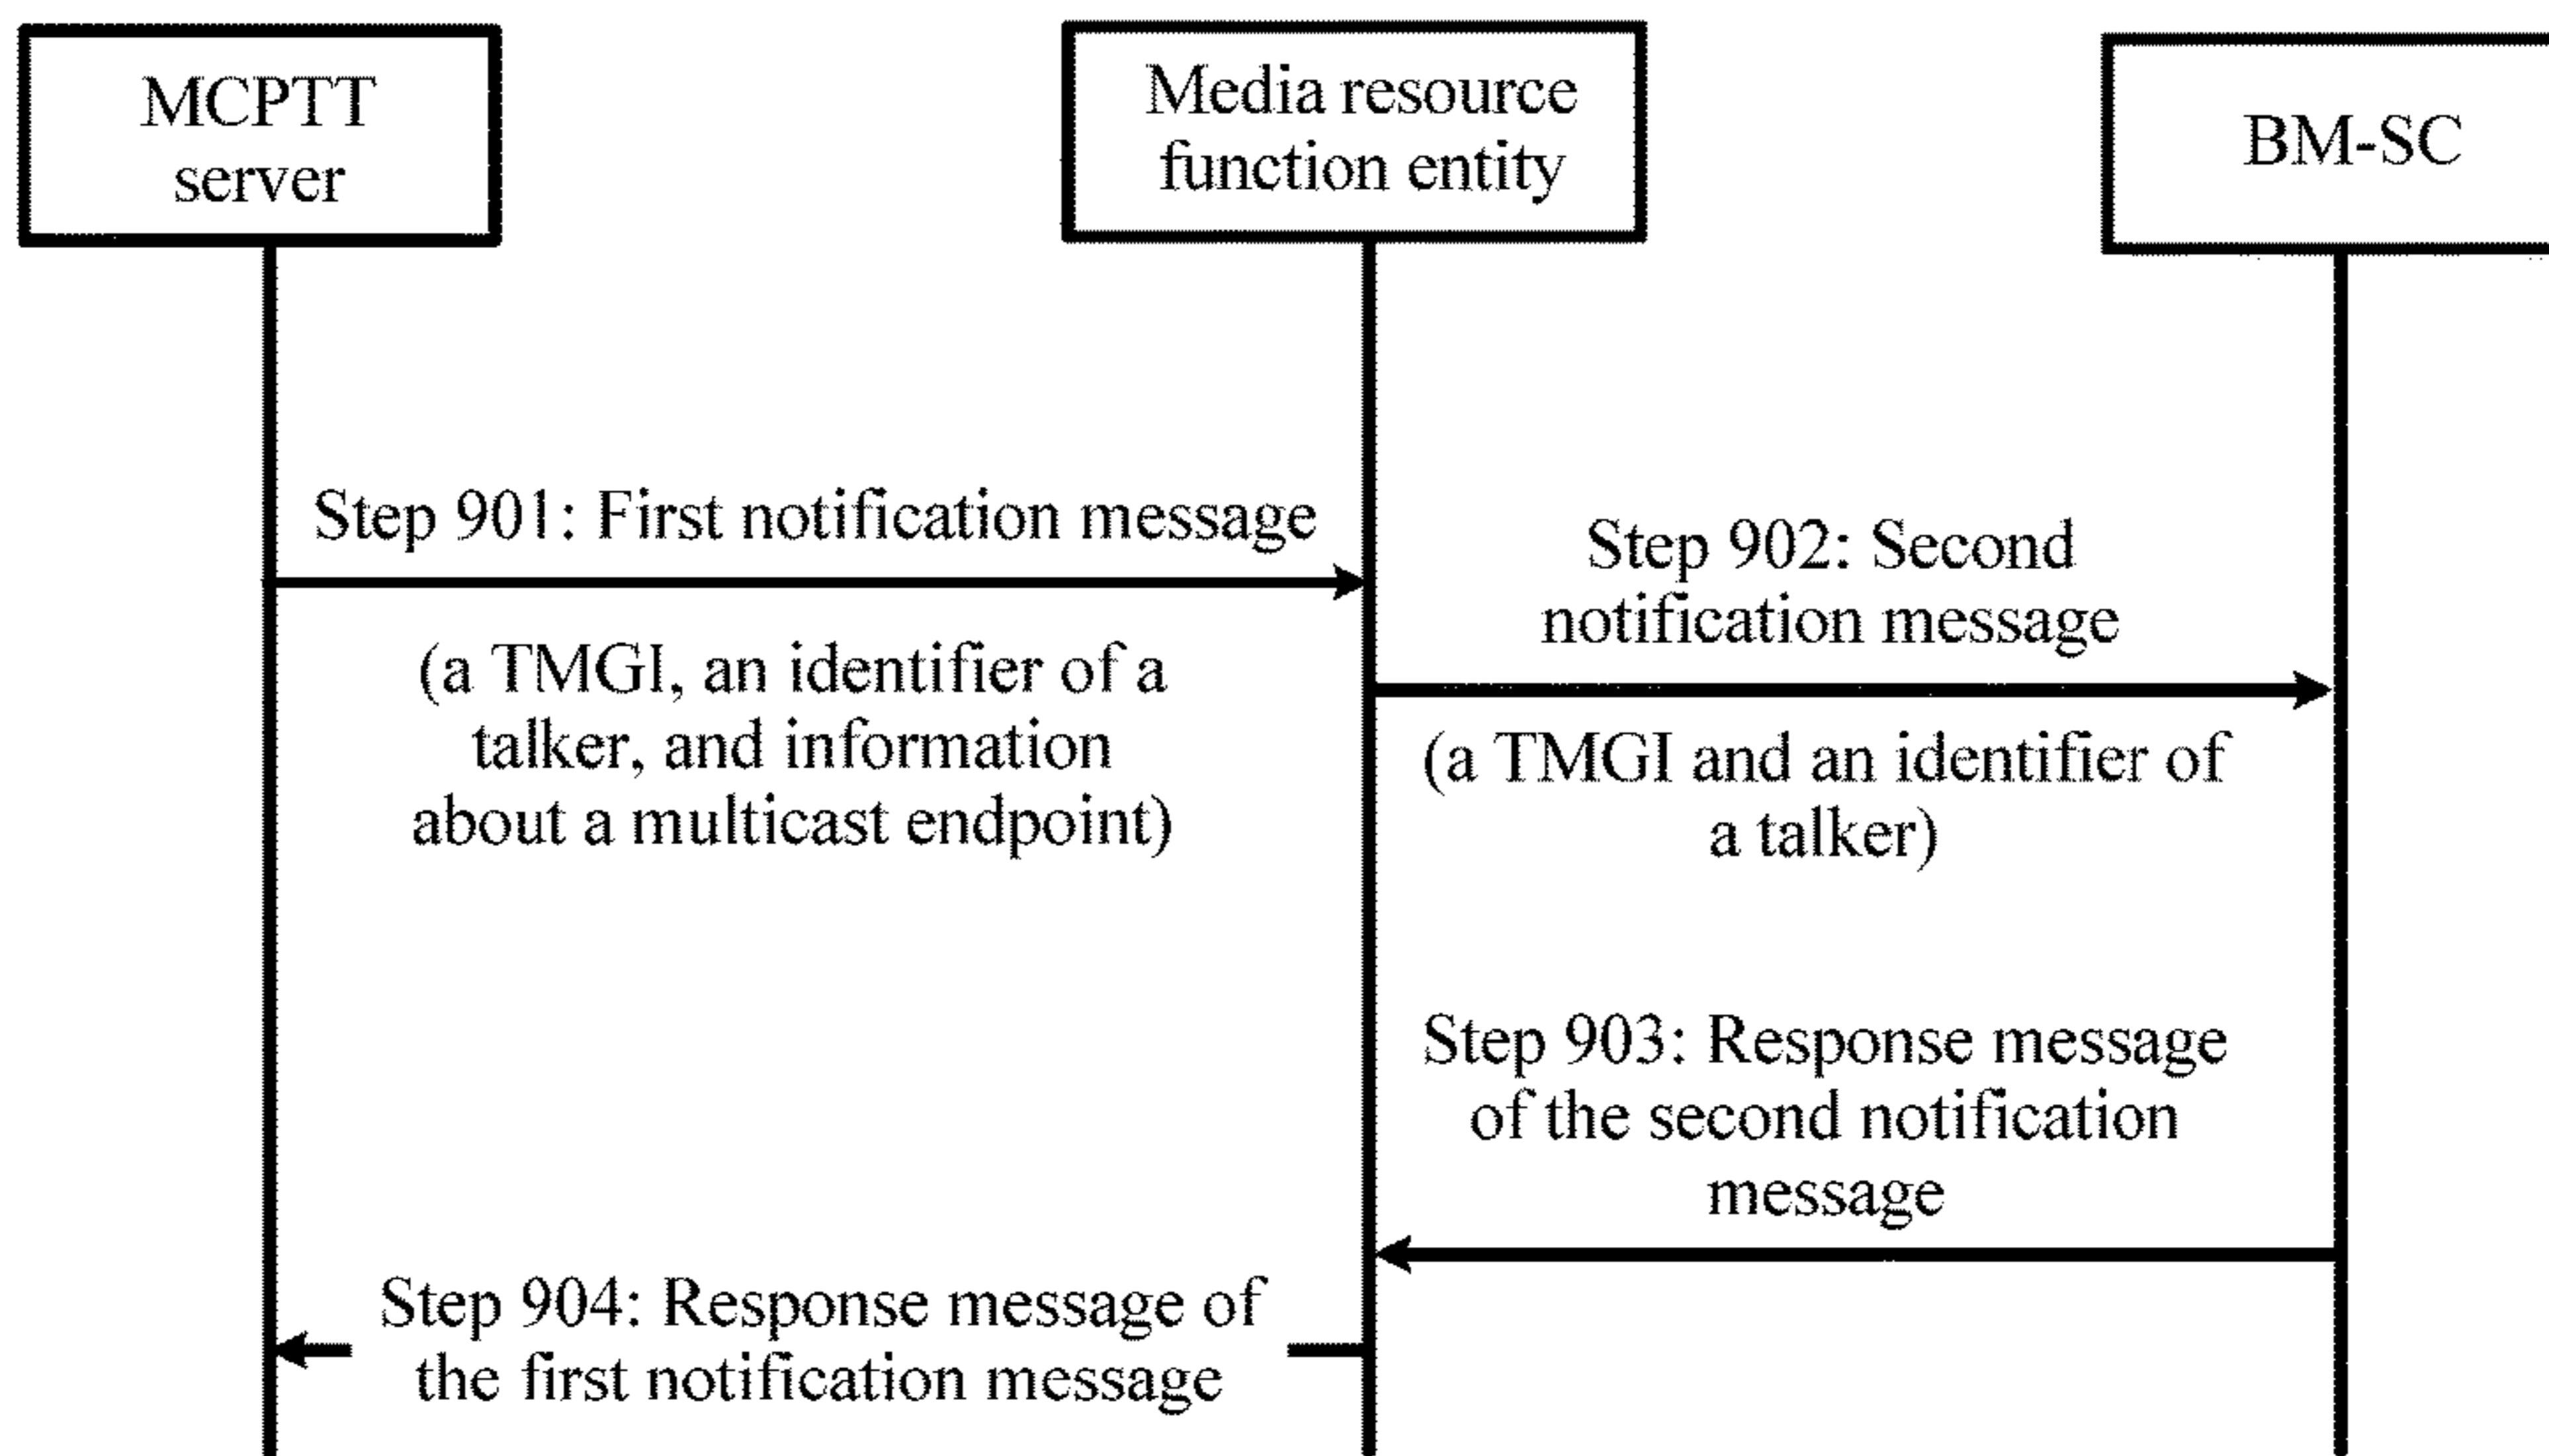 MCPTT
server
Media resource
function entity
BM-SC
Step 901: First notification message
(a TMGI, an identifier of a
talker, and information
about a multicast endpoint)
Step 902: Second
notification message
(a TMGI and an identifier of
a talker)
Step 903: Response message
of the second notification
message
Step 904: Response message of
the first notification message